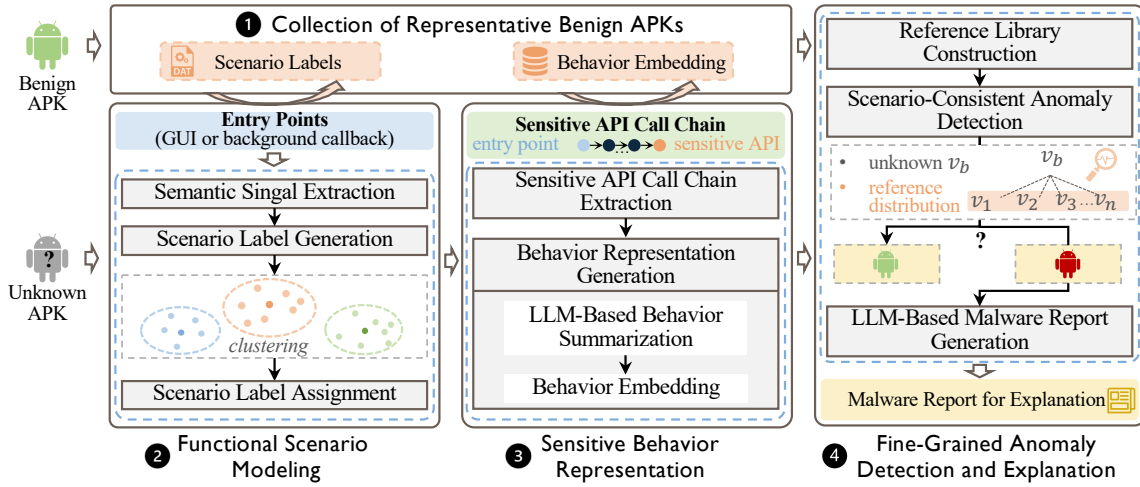 1 Collection of Representative Benign APKs
DAT
Scenario Labels
Behavior Embedding
Benign
APK
Entry Points
(GUI or background callback)
Semantic Singal Extraction
Scenario Label Generation
clustering
Scenario Label Assignment
2 Functional Scenario
Modeling
?
Unknown
APK
Sensitive API Call Chain
entry point ... sensitive API
Sensitive API Call Chain
Extraction
Behavior Representation
Generation
LLM-Based Behavior
Summarization
Behavior Embedding
3 Sensitive Behavior
Representation
Reference Library
Construction
Scenario-Consistent Anomaly
Detection
unknown v_b
v_b
reference
distribution
v_1 v_2 v_3 ... v_n
?
LLM-Based Malware Report
Generation
Malware Report for Explanation
4 Fine-Grained Anomaly
Detection and Explanation